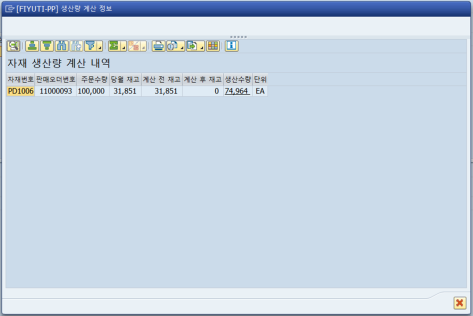 [FIYUTI-PP] 생산량 계산 정보
자재 생산량 계산 내역
자재번호 판매오더번호 주문수량 당월 재고 계산 전 재고 계산 후 재고 생산수량 단위
PD1006 11000093 100,000 31,851 31,851 0 74,964 EA